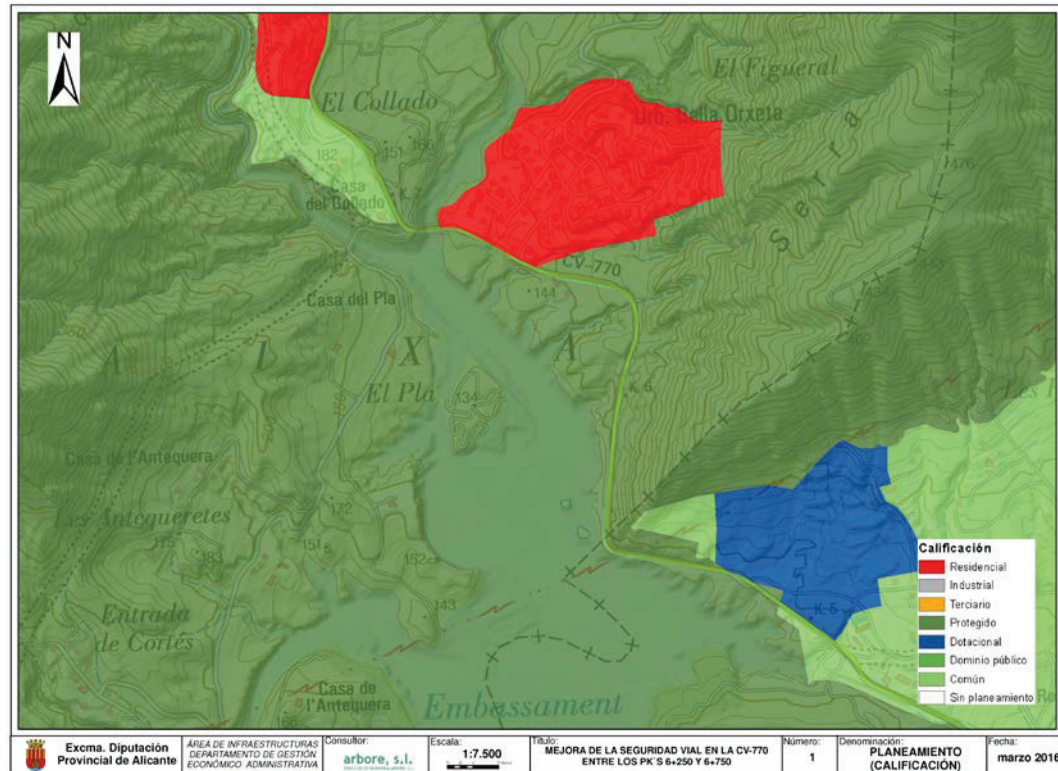 N
El Figueral
El Collado
Urb. Bella Orxeta
151
166
182
Casa
del Collado
K. 7
476
Serra
CV-770
144
Casa del Pla
A I X A
El Pla
K. 6
134
Casa de l'Antequera
Les Antequeretes
172
151
183
152
143
Entrada
de Cortés
K. 5
Casa de
l'Antequera
Embassament
Calificación
Residencial
Industrial
Terciario
Protegido
Dotacional
Dominio público
Común
Sin planeamiento
Excma. Diputación
Provincial de Alicante
ÁREA DE INFRAESTRUCTURAS
DEPARTAMENTO DE GESTIÓN
ECONÓMICO ADMINISTRATIVA
Consultor:
arbore, s.l.
Escala:
1:7.500
Título:
MEJORA DE LA SEGURIDAD VIAL EN LA CV-770
ENTRE LOS PK´S 6+250 Y 6+750
Número:
1
Denominación:
PLANEAMIENTO
(CALIFICACIÓN)
Fecha:
marzo 2018